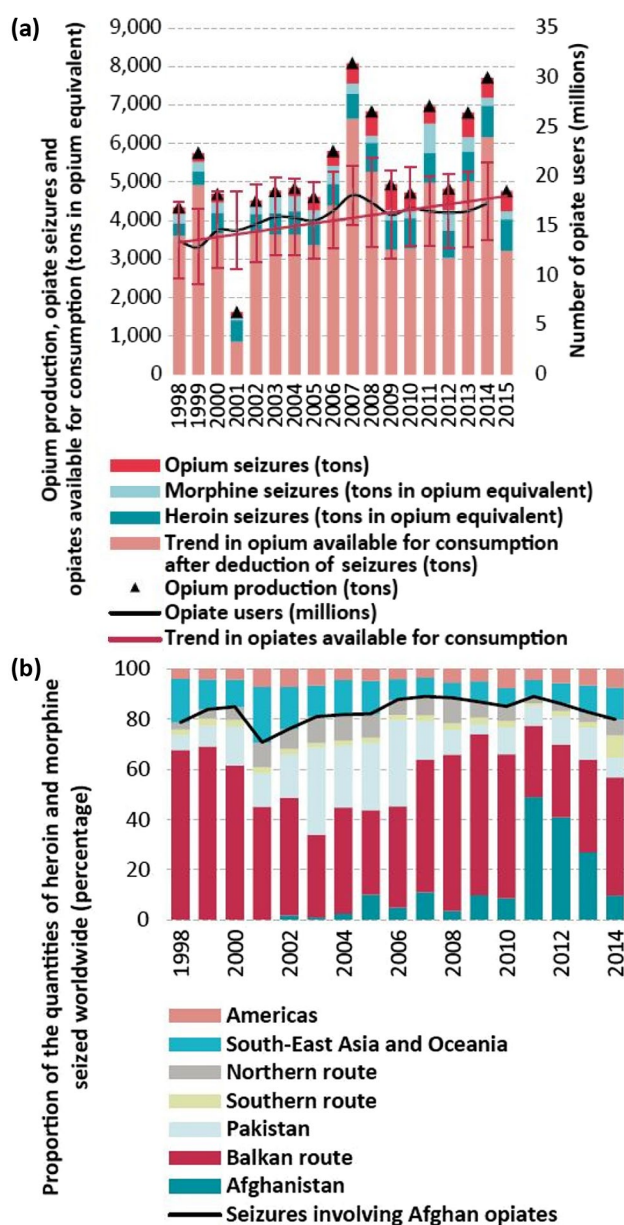 (a)
Opium production, opiate seizures and
opiates available for consumption (tons in opium equivalent)
9,000
8,000
7,000
6,000
5,000
4,000
3,000
2,000
1,000
0
35
30
25
20
15
10
5
0
Number of opiate users (millions)
1998
1999
2000
2001
2002
2003
2004
2005
2006
2007
2008
2009
2010
2011
2012
2013
2014
2015
Opium seizures (tons)
Morphine seizures (tons in opium equivalent)
Heroin seizures (tons in opium equivalent)
Trend in opium available for consumption
after deduction of seizures (tons)
Opium production (tons)
Opiate users (millions)
Trend in opiates available for consumption
(b)
Proportion of the quantities of heroin and morphine
seized worldwide (percentage)
100
80
60
40
20
0
1998
2000
2002
2004
2006
2008
2010
2012
2014
Americas
South-East Asia and Oceania
Northern route
Southern route
Pakistan
Balkan route
Afghanistan
Seizures involving Afghan opiates